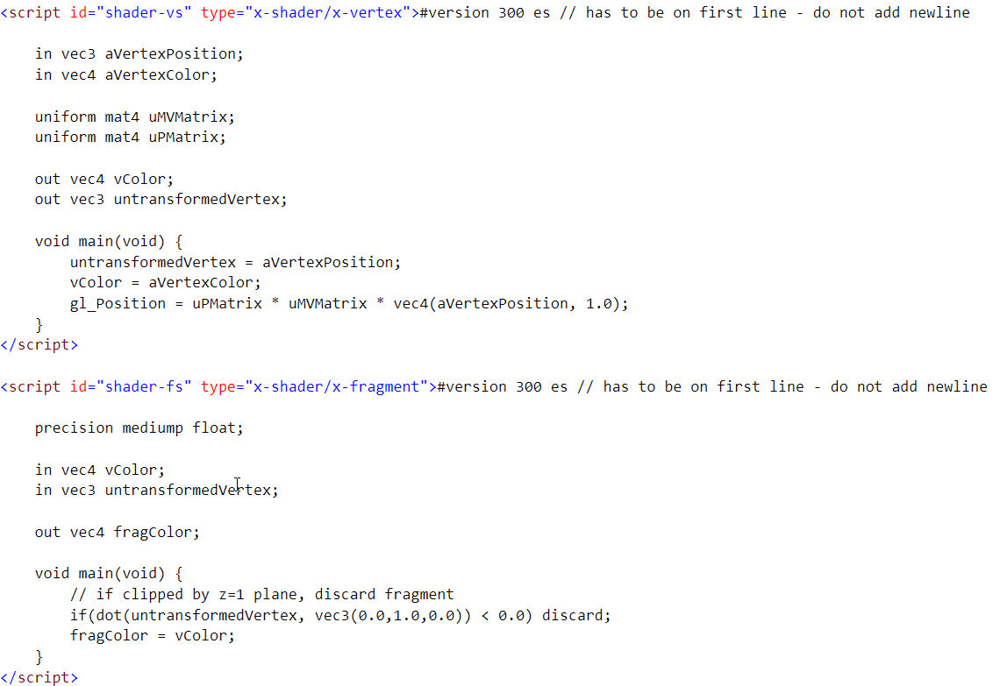 <script id="shader-vs" type="x-shader/x-vertex">#version 300 es // has to be on first line - do not add newline
in vec3 aVertexPosition;
in vec4 aVertexColor;
uniform mat4 uMVMatrix;
uniform mat4 uPMatrix;
out vec4 vColor;
out vec3 untransformedVertex;
void main(void) {
untransformedVertex = aVertexPosition;
vColor = aVertexColor;
gl_Position = uPMatrix * uMVMatrix * vec4(aVertexPosition, 1.0);
}
</script>
<script id="shader-fs" type="x-shader/x-fragment">#version 300 es // has to be on first line - do not add newline
precision mediump float;
in vec4 vColor;
in vec3 untransformedVertex;
out vec4 fragColor;
void main(void) {
// if clipped by z=1 plane, discard fragment
if(dot(untransformedVertex, vec3(0.0,1.0,0.0)) < 0.0) discard;
fragColor = vColor;
}
</script>